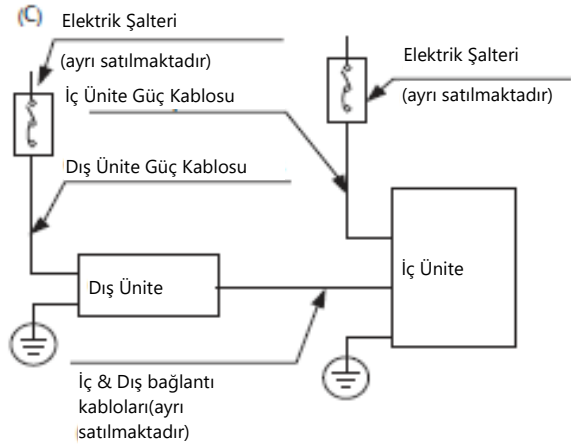 (C)
Elektrik Şalteri
(ayrı satılmaktadır)
Elektrik Şalteri
(ayrı satılmaktadır)
İç Ünite Güç Kablosu
Dış Ünite Güç Kablosu
İç Ünite
Dış Ünite
İç & Dış bağlantı
kabloları(ayrı
satılmaktadır)